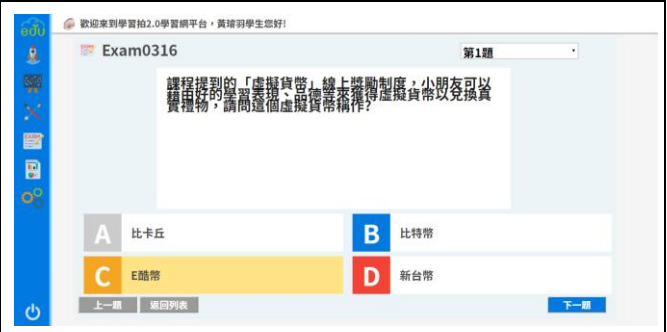 edu
歡迎來到學習拍2.0學習網平台，黃璿羽學生您好!
Exam0316
第1題
課程提到的「虛擬貨幣」線上獎勵制度，小朋友可以
藉由好的學習表現、品德等來獲得虛擬貨幣以兌換真
實禮物，請問這個虛擬貨幣稱作?
A 比卡丘
B 比特幣
C E酷幣
D 新台幣
上一題
返回列表
下一題